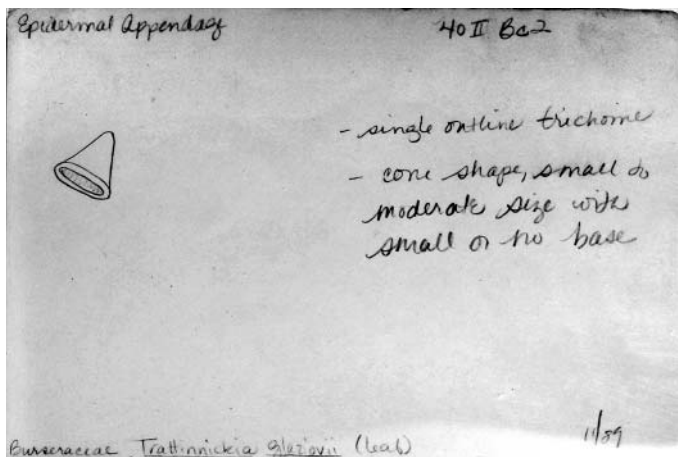 Epidermal Appendage
40 II Bc2
- single outline trichome
- cone shape, small to
moderate size with
small or no base
11/89
Burseraceae Trattinnickia glaziovii (leaf)